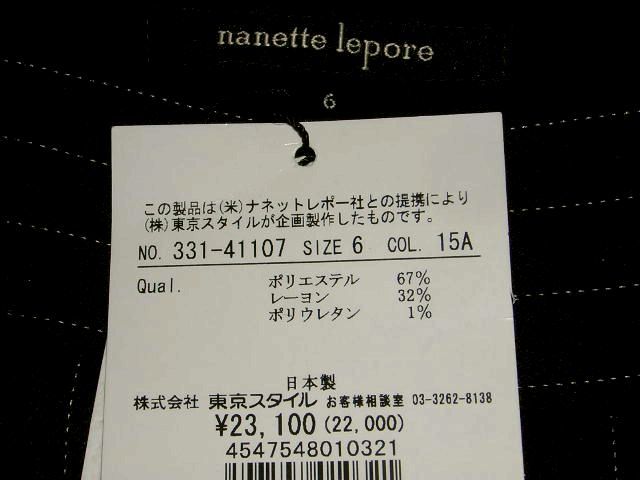 nanette lepore
6
この製品は(米)ナネットレポー社との提携により
(株)東京スタイルが企画製作したものです。
NO. 331-41107 SIZE 6 COL. 15A
Qual. ポリエステル 67%
レーヨン 32%
ポリウレタン 1%
日本製
株式会社 東京スタイル お客様相談室 03-3262-8138
¥23,100(22,000)
4547548010321